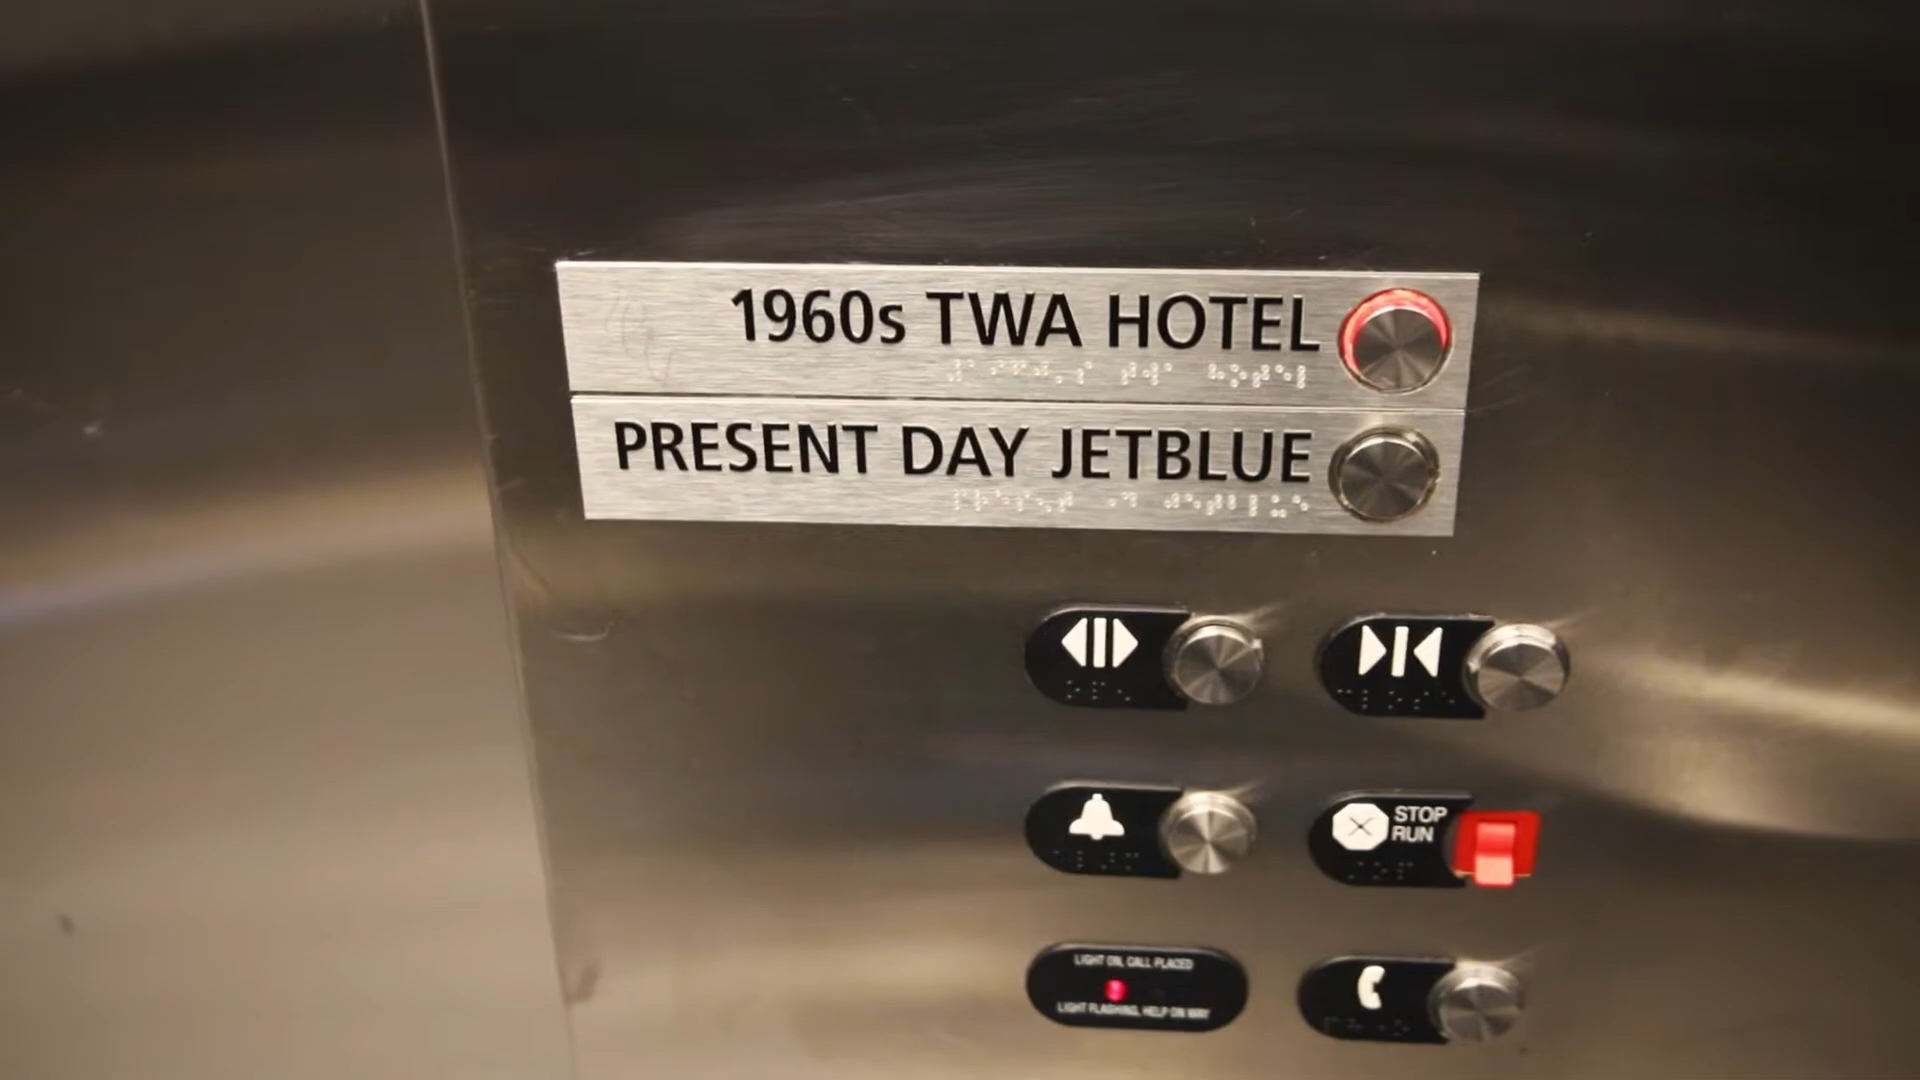 1960s TWA HOTEL
PRESENT DAY JETBLUE
STOP
RUN
LIGHT ON, CALL PLACED
LIGHT FLASHING, HELP ON WAY